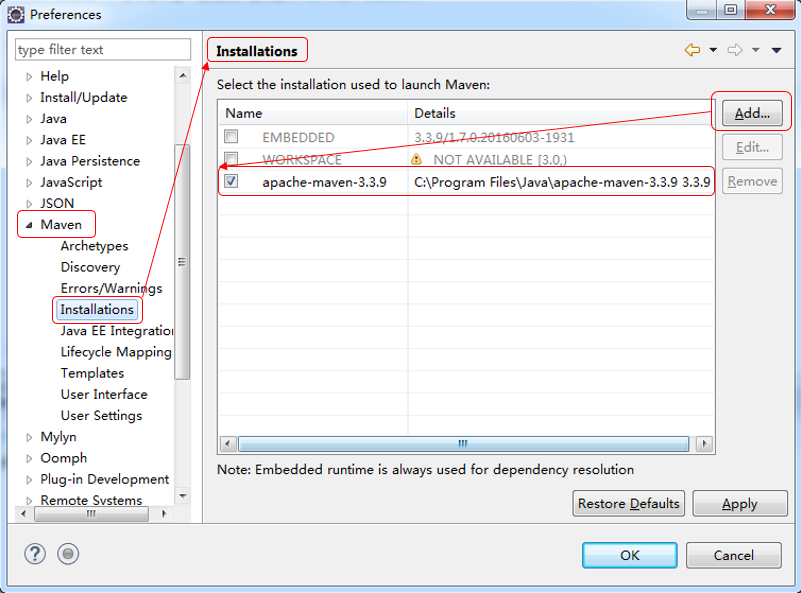 Preferences
type filter text
Help
Install/Update
Java
Java EE
Java Persistence
JavaScript
JSON
Maven
Archetypes
Discovery
Errors/Warnings
Installations
Java EE Integration
Lifecycle Mapping
Templates
User Interface
User Settings
Mylyn
Oomph
Plug-in Development
Remote Systems
Installations
Select the installation used to launch Maven:
Name Details
EMBEDDED 3.3.9/1.7.0.20160603-1931
WORKSPACE NOT AVAILABLE [3.0,)
apache-maven-3.3.9 C:\Program Files\Java\apache-maven-3.3.9 3.3.9
Add...
Edit...
Remove
Note: Embedded runtime is always used for dependency resolution
Restore Defaults Apply
OK Cancel